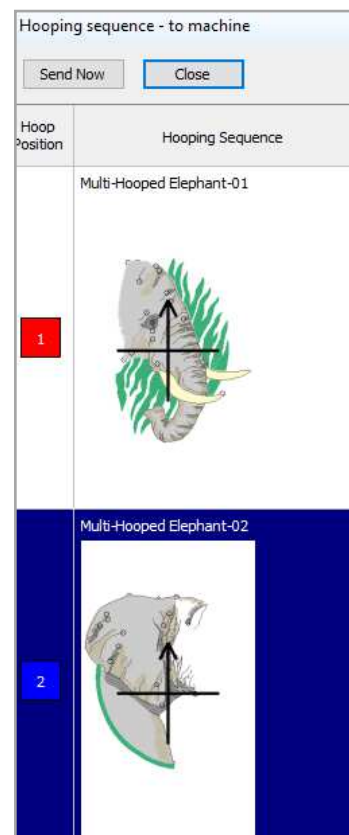 Hooping sequence - to machine
Send Now
Close
Hoop
Position
Hooping Sequence
Multi-Hooped Elephant-01
1
Multi-Hooped Elephant-02
2